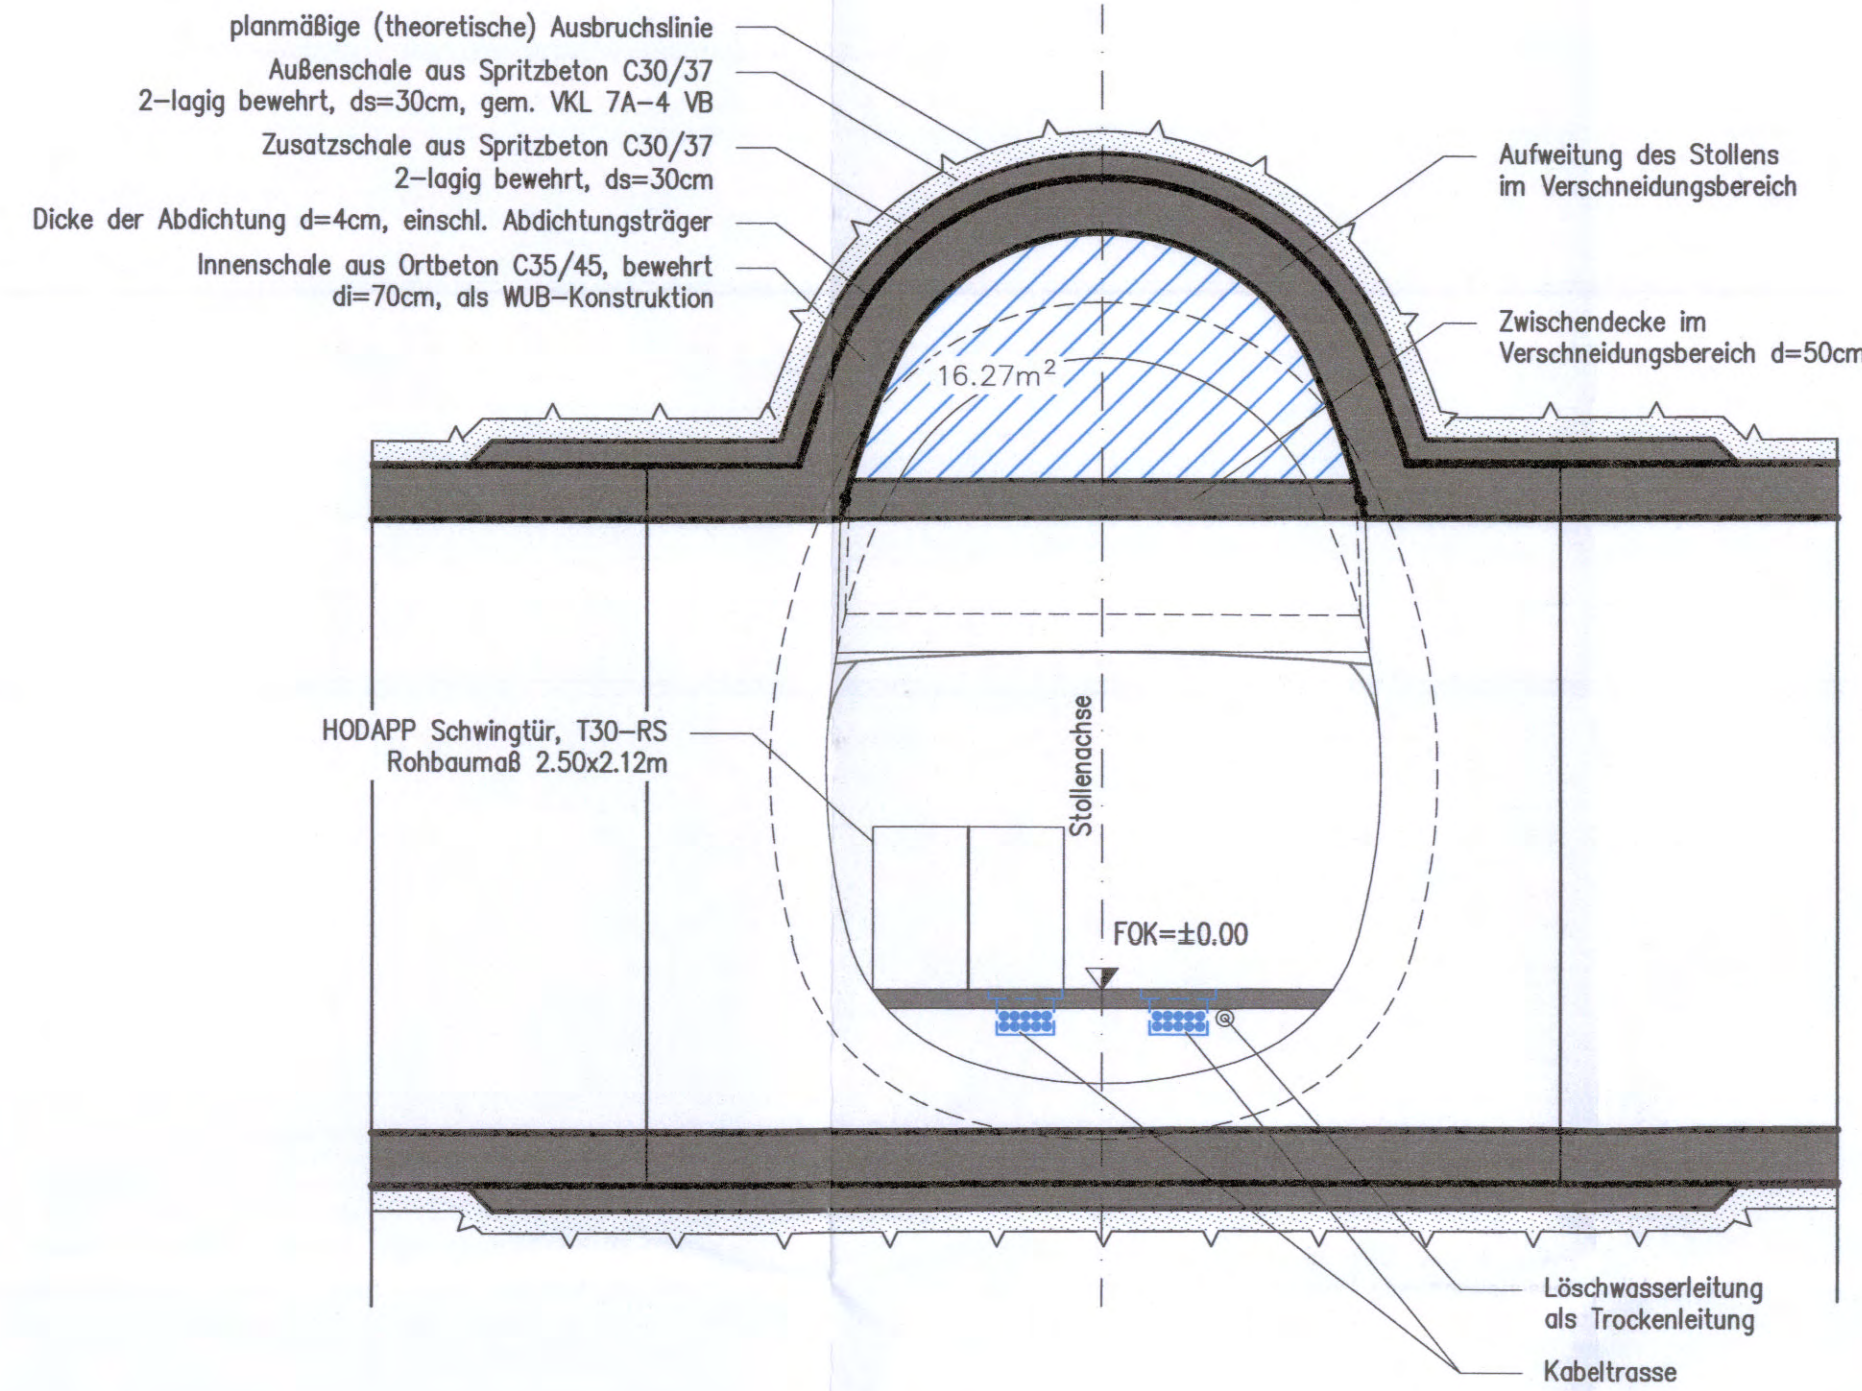 planmäßige (theoretische) Ausbruchslinie
Außenschale aus Spritzbeton C30/37
2-lagig bewehrt, ds=30cm, gem. VKL 7A-4 VB
Zusatzschale aus Spritzbeton C30/37
2-lagig bewehrt, ds=30cm
Dicke der Abdichtung d=4cm, einschl. Abdichtungsträger
Innenschale aus Ortbeton C35/45, bewehrt
di=70cm, als WUB-Konstruktion
Aufweitung des Stollens
im Verschneidungsbereich
Zwischendecke im
Verschneidungsbereich d=50cm
16.27m²
HODAPP Schwingtür, T30-RS
Rohbaumaß 2.50x2.12m
Stollenachse
FOK=±0.00
Löschwasserleitung
als Trockenleitung
Kabeltrasse